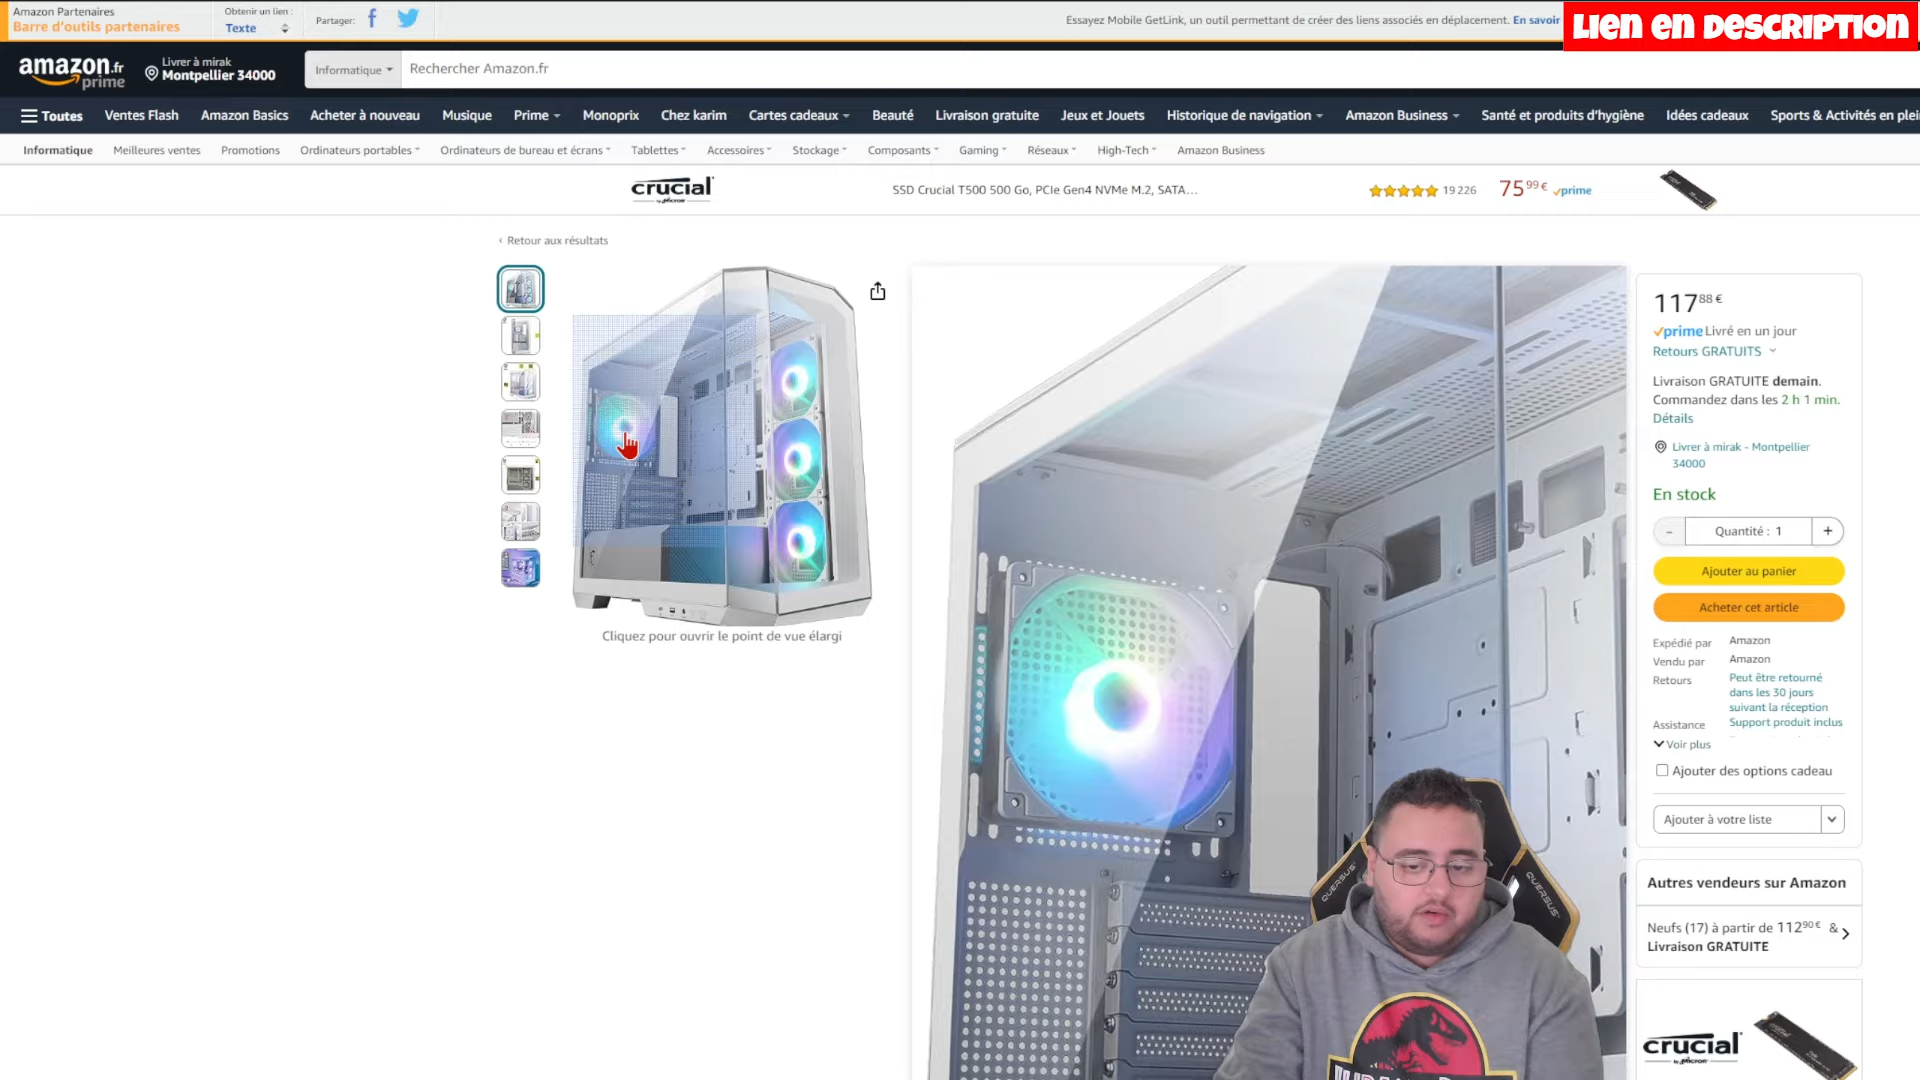 Amazon Partenaires
Barre d'outils partenaires
Obtenir un lien :
Texte
Partager:
Essayez Mobile GetLink, un outil permettant de créer des liens associés en déplacement. En savoir
Lien en description
amazon.fr
prime
Livrer à mirak
Montpellier 34000
Informatique
Rechercher Amazon.fr
Toutes
Ventes Flash
Amazon Basics
Acheter à nouveau
Musique
Prime
Monoprix
Chez karim
Cartes cadeaux
Beauté
Livraison gratuite
Jeux et Jouets
Historique de navigation
Amazon Business
Santé et produits d'hygiène
Idées cadeaux
Sports & Activités en plei
Informatique
Meilleures ventes
Promotions
Ordinateurs portables
Ordinateurs de bureau et écrans
Tablettes
Accessoires
Stockage
Composants
Gaming
Réseaux
High-Tech
Amazon Business
crucial
by Micron
SSD Crucial T500 500 Go, PCIe Gen4 NVMe M.2, SATA...
19 226
75 99 €
prime
‹ Retour aux résultats
Cliquez pour ouvrir le point de vue élargi
117 88 €
prime Livré en un jour
Retours GRATUITS
Livraison GRATUITE demain.
Commandez dans les 2 h 1 min.
Détails
Livrer à mirak - Montpellier
34000
En stock
- Quantité : 1 +
Ajouter au panier
Acheter cet article
Expédié par Amazon
Vendu par Amazon
Retours Peut être retourné
dans les 30 jours
suivant la réception
Assistance Support produit inclus
Voir plus
Ajouter des options cadeau
Ajouter à votre liste
Autres vendeurs sur Amazon
Neufs (17) à partir de 112 90 € &
Livraison GRATUITE
crucial
by Micron
QUERSUS
QUERSUS